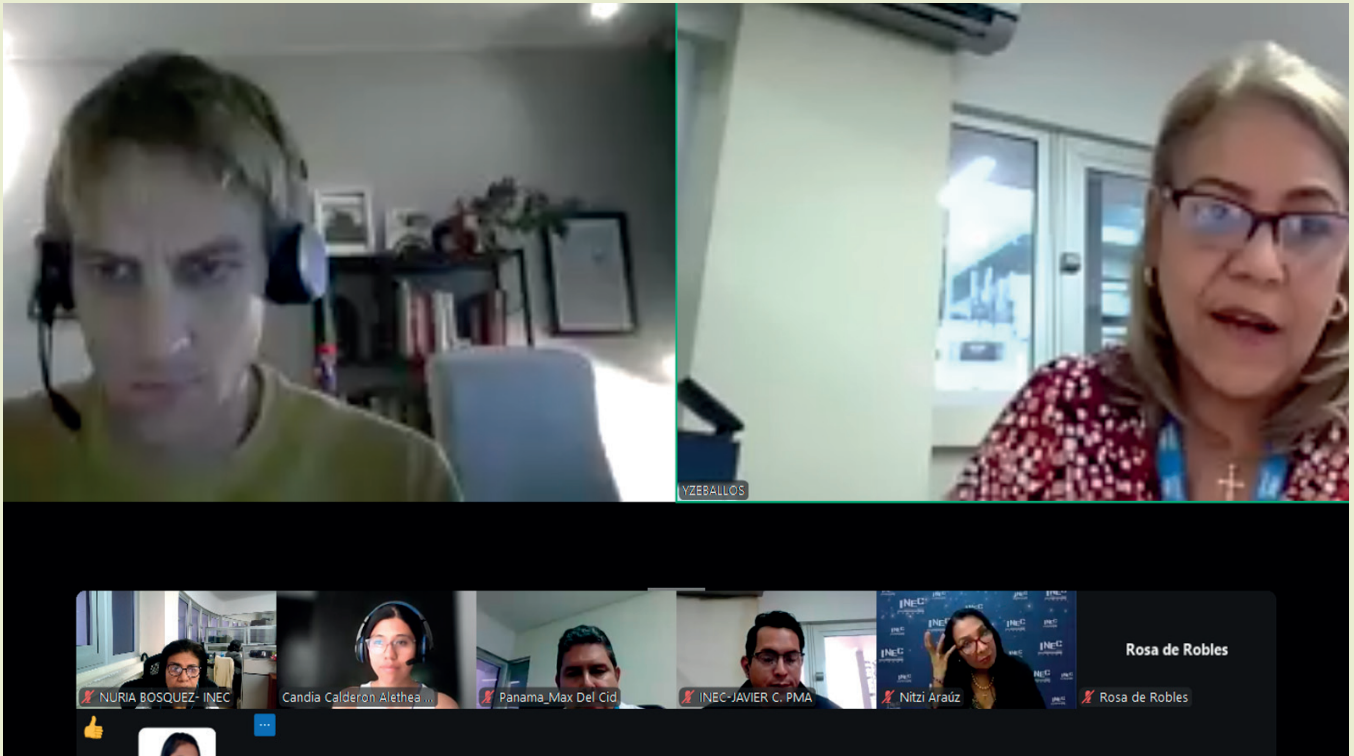 YZEBALLOS
INEC
NURIA BOSQUEZ- INEC
Candia Calderon Alethea ...
Panama_Max Del Cid
INEC-JAVIER C. PMA
Nitzi Araúz
Rosa de Robles
Rosa de Robles
...